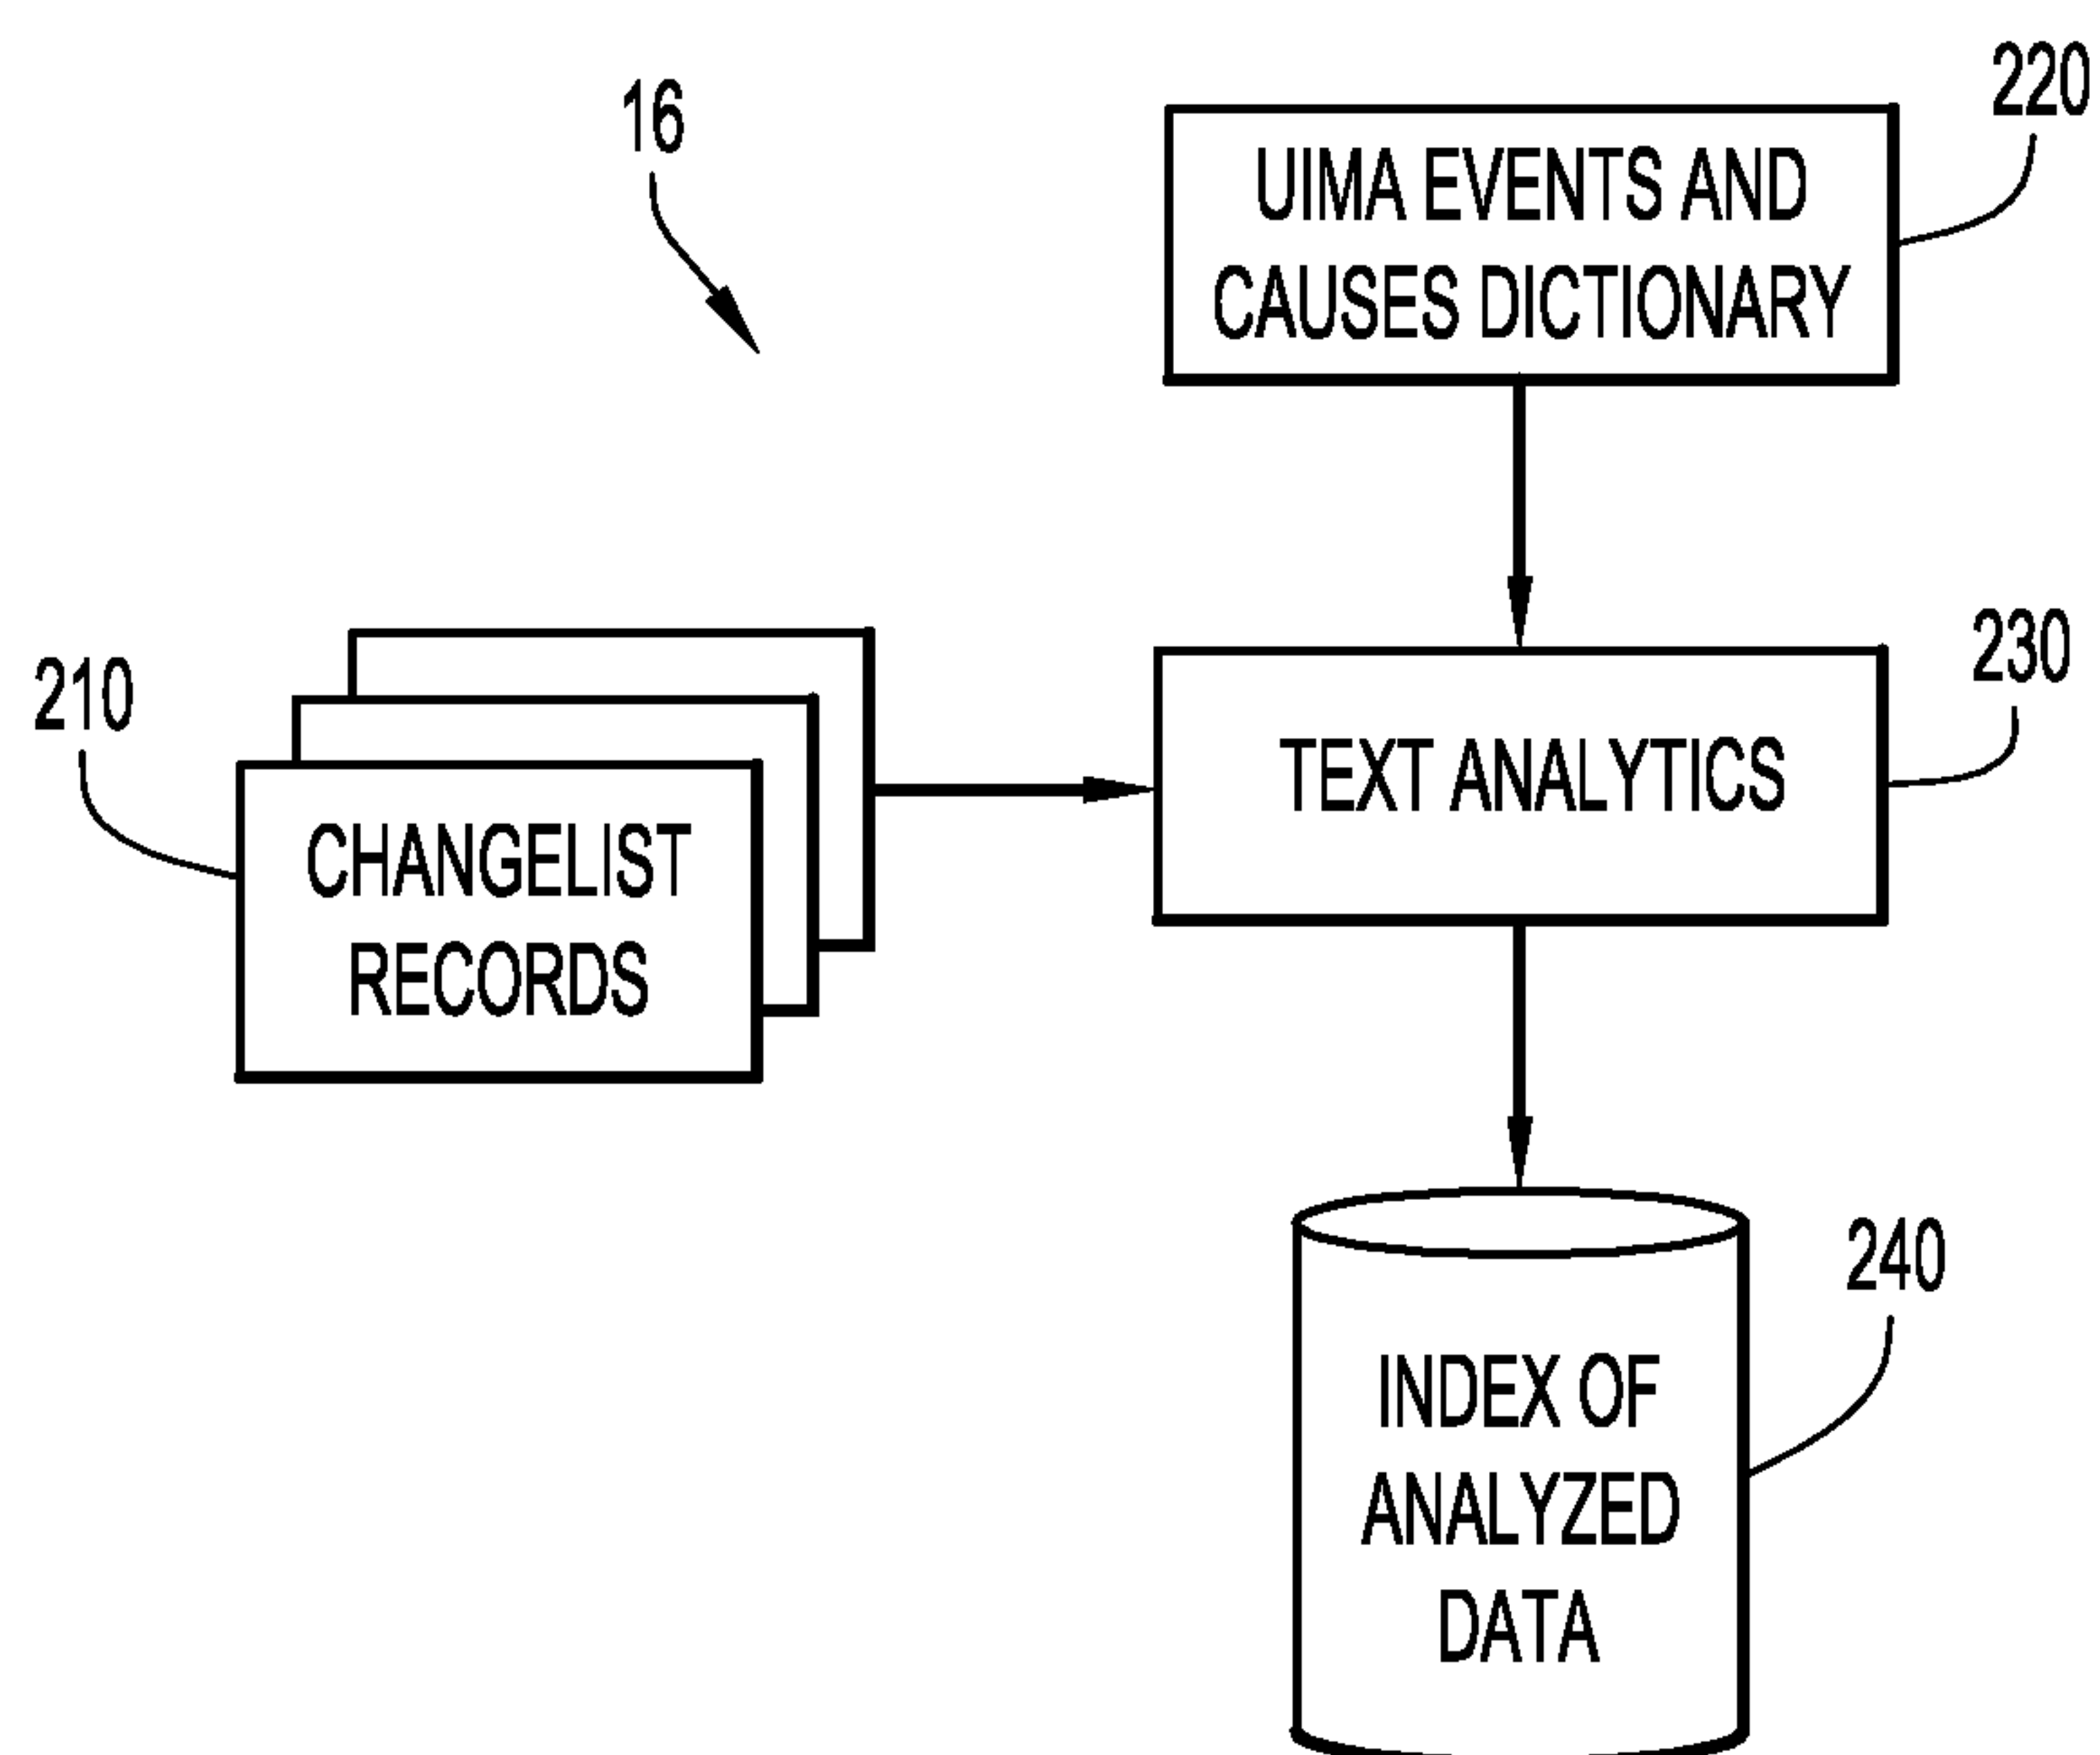 16
220
UIMA EVENTS AND
CAUSES DICTIONARY
210
CHANGELIST
RECORDS
230
TEXT ANALYTICS
240
INDEX OF
ANALYZED
DATA